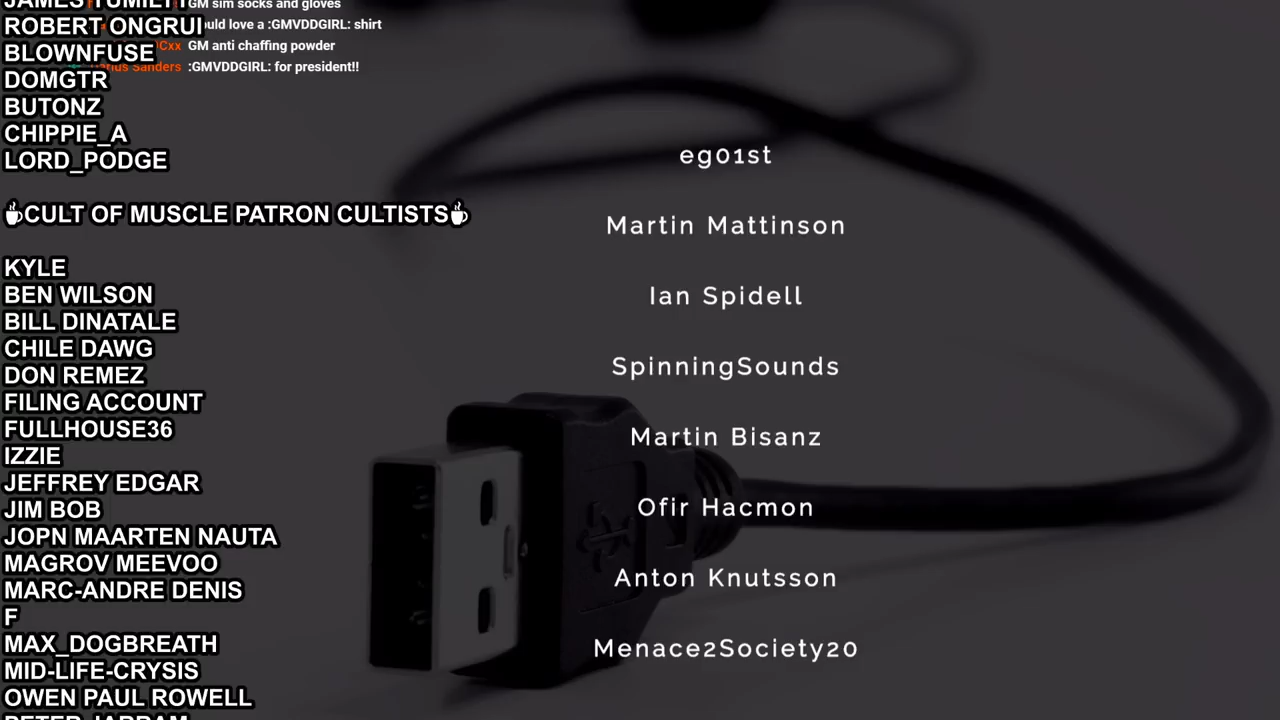 GM sim socks and gloves
ROBERT ONGRUI
ould love a :GMVDDGIRL: shirt
BLOWNFUSE
Cxx GM anti chaffing powder
Sanders :GMVDDGIRL: for president!!
DOMGTR
BUTONZ
CHIPPIE_A
LORD_PODGE
☕CULT OF MUSCLE PATRON CULTISTS☕
KYLE
BEN WILSON
BILL DINATALE
CHILE DAWG
DON REMEZ
FILING ACCOUNT
FULLHOUSE36
IZZIE
JEFFREY EDGAR
JIM BOB
JOPN MAARTEN NAUTA
MAGROV MEEVOO
MARC-ANDRE DENIS
F
MAX_DOGBREATH
MID-LIFE-CRYSIS
OWEN PAUL ROWELL
eg01st
Martin Mattinson
Ian Spidell
SpinningSounds
Martin Bisanz
Ofir Hacmon
Anton Knutsson
Menace2Society20